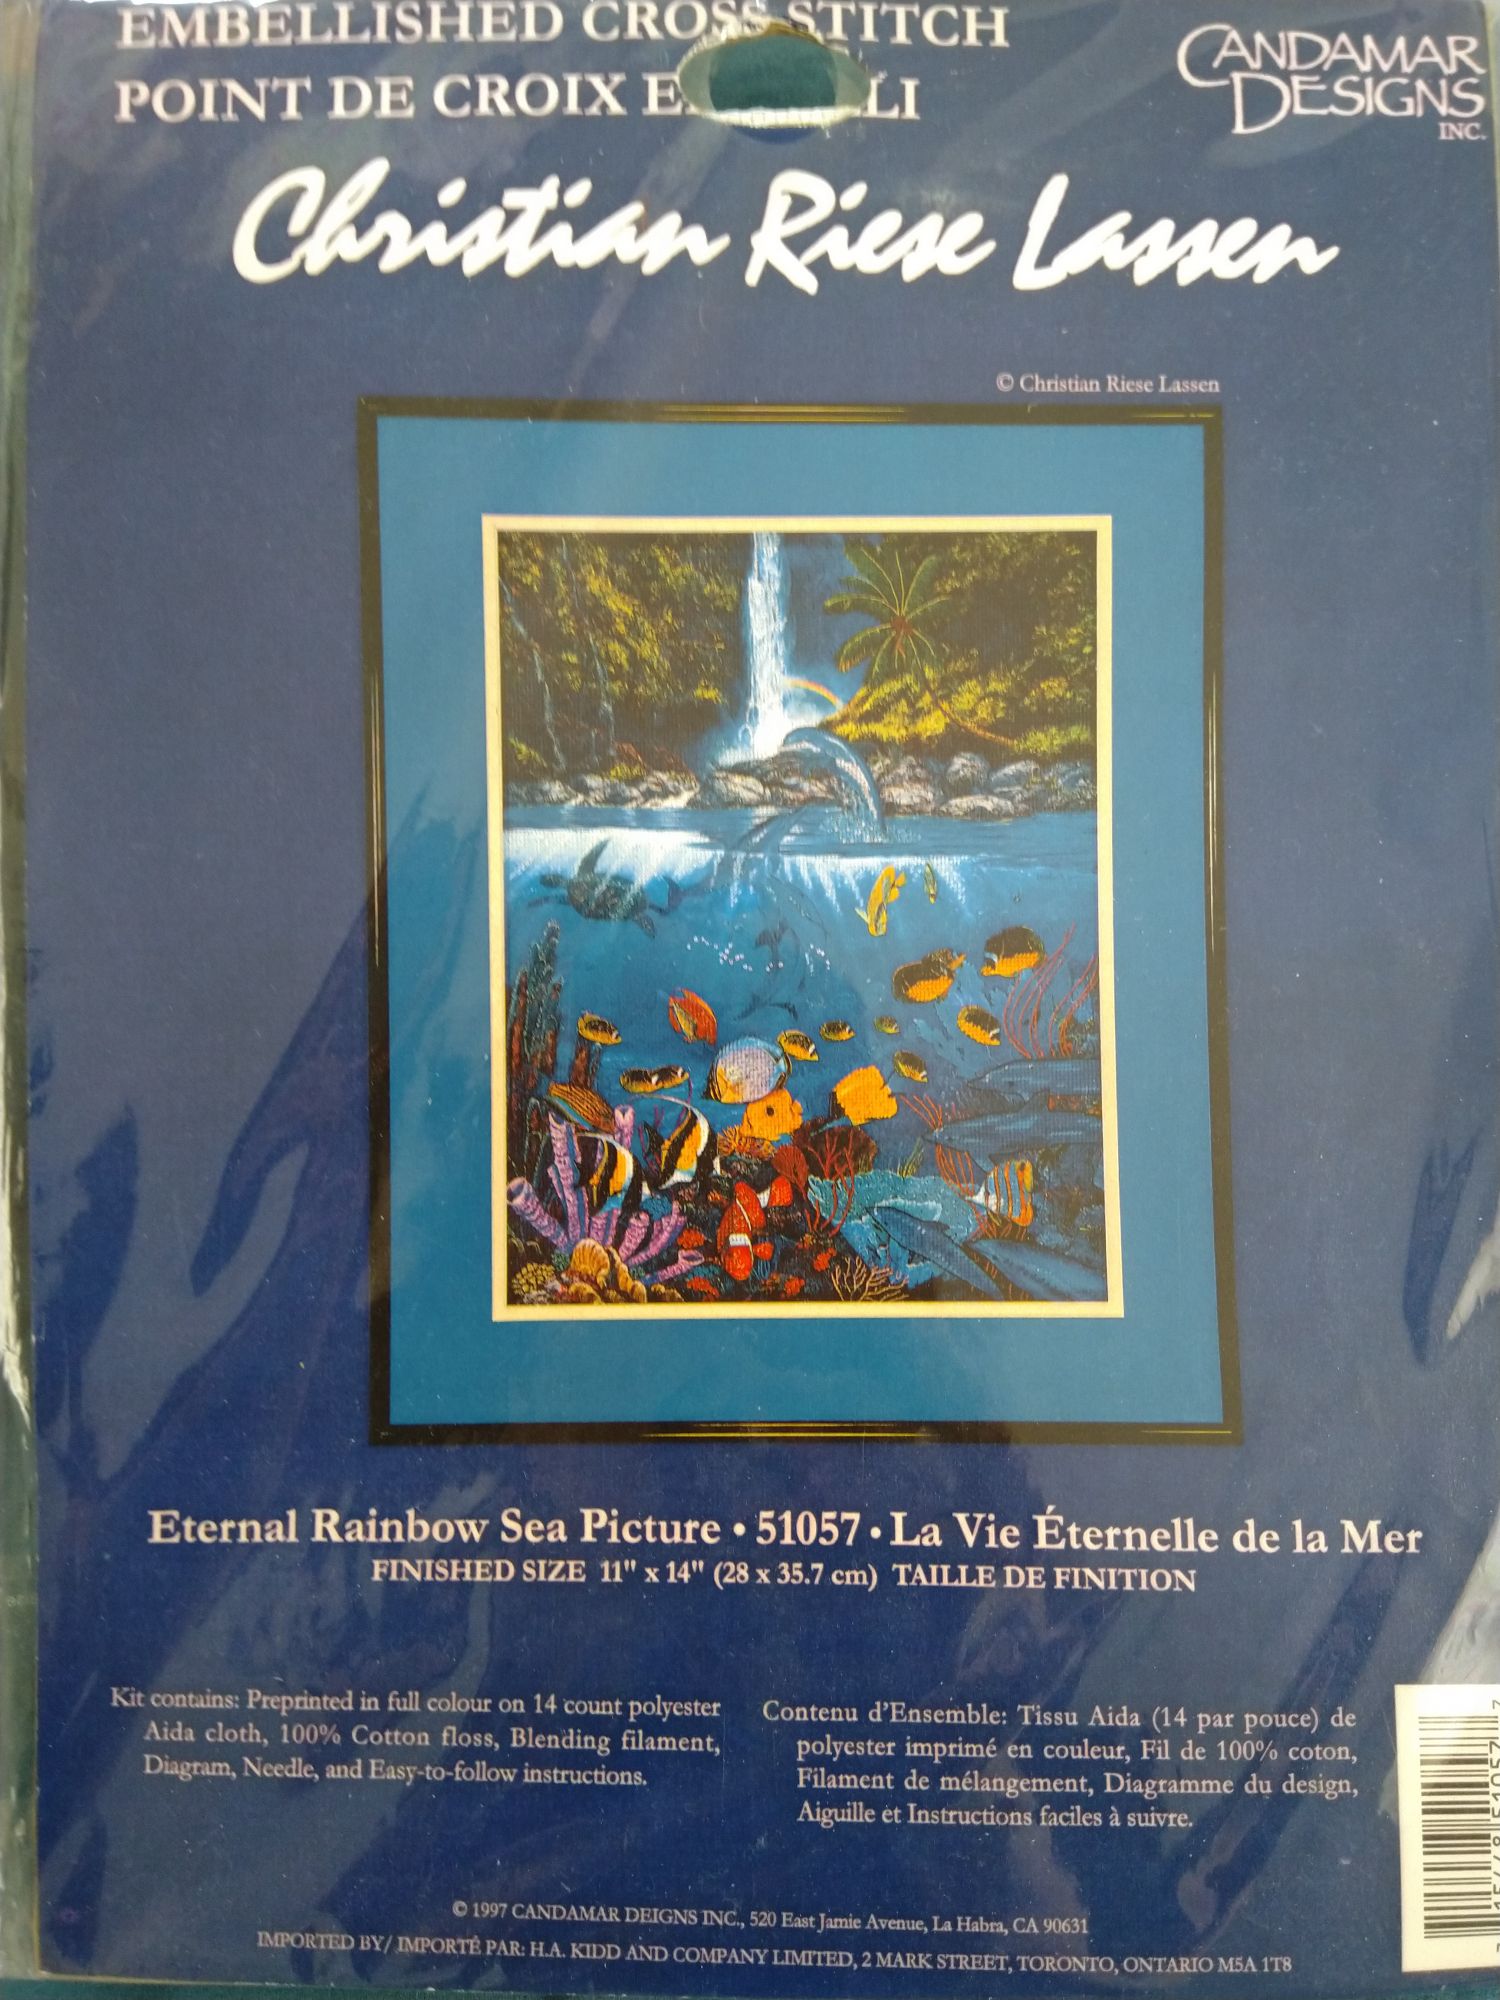 EMBELLISHED CROSS STITCH
POINT DE CROIX
CANDAMAR
DESIGNS
INC.
Christian Riese Lassen
© Christian Riese Lassen
Eternal Rainbow Sea Picture • 51057 • La Vie Éternelle de la Mer
FINISHED SIZE 11" x 14" (28 x 35.7 cm) TAILLE DE FINITION
Kit contains: Preprinted in full colour on 14 count polyester
Aida cloth, 100% Cotton floss, Blending filament,
Diagram, Needle, and Easy-to-follow instructions.
Contenu d'Ensemble: Tissu Aida (14 par pouce) de
polyester imprimé en couleur, Fil de 100% coton,
Filament de mélangement, Diagramme du design,
Aiguille et Instructions faciles à suivre.
© 1997 CANDAMAR DEIGNS INC., 520 East Jamie Avenue, La Habra, CA 90631
IMPORTED BY/ IMPORTÉ PAR: H.A. KIDD AND COMPANY LIMITED, 2 MARK STREET, TORONTO, ONTARIO M5A 1T8